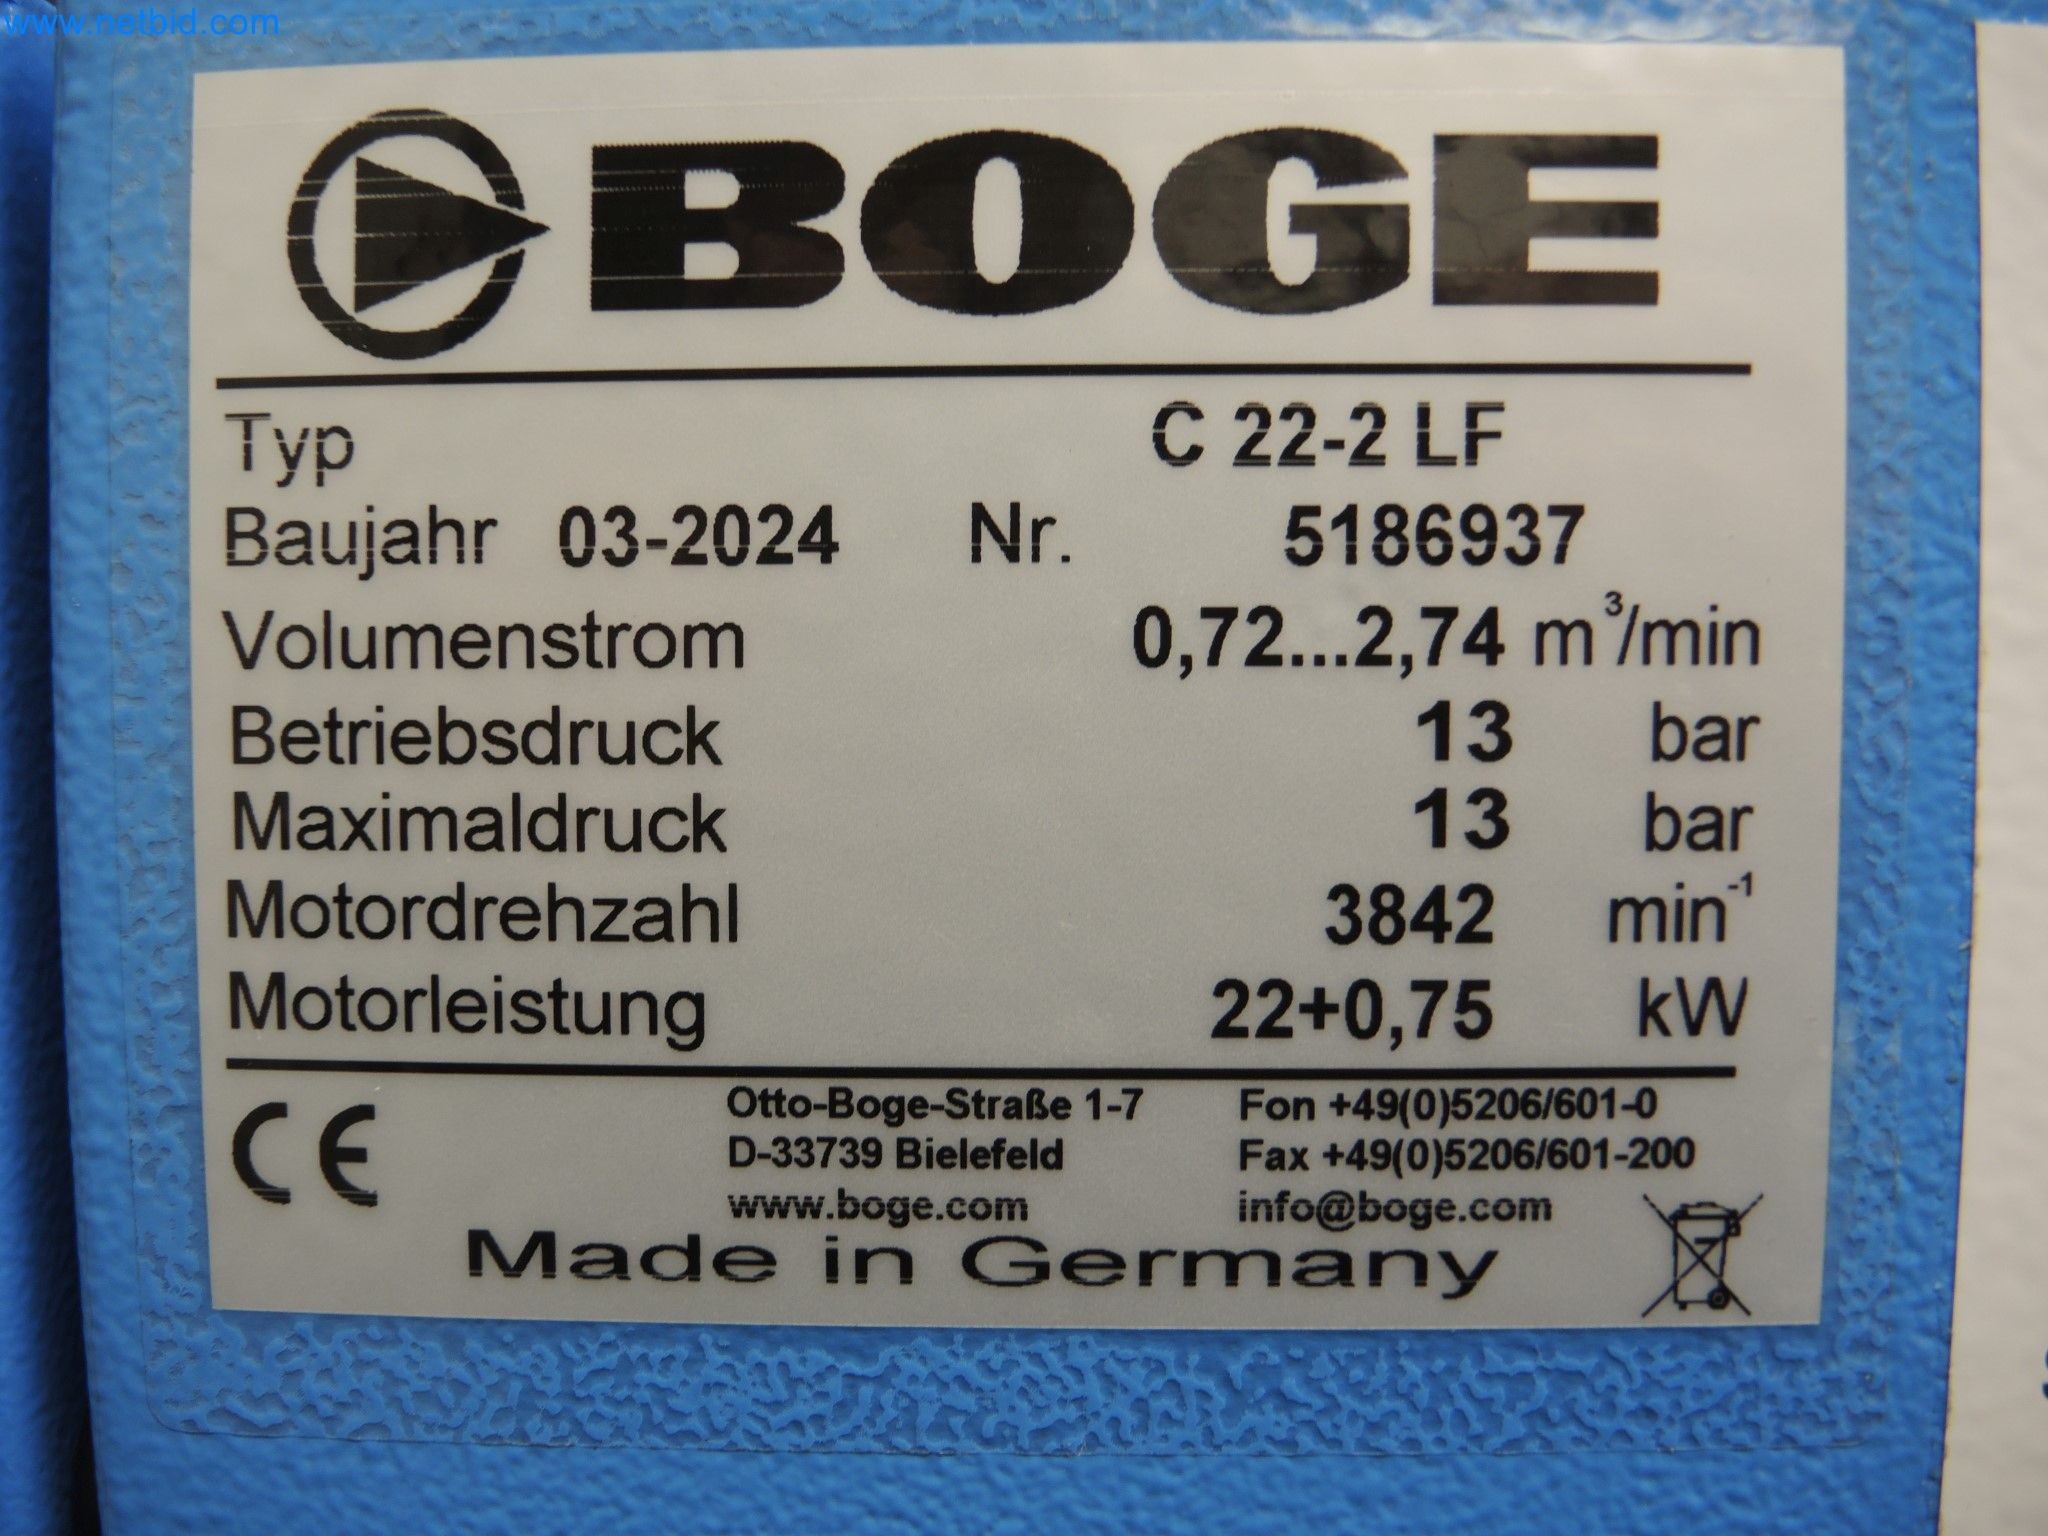 www.netbid.com
BOGE
Typ C 22-2 LF
Baujahr 03-2024 Nr. 5186937
Volumenstrom 0,72...2,74 m³/min
Betriebsdruck 13 bar
Maximaldruck 13 bar
Motordrehzahl 3842 min⁻¹
Motorleistung 22+0,75 kW
CE
Otto-Boge-Straße 1-7 Fon +49(0)5206/601-0
D-33739 Bielefeld Fax +49(0)5206/601-200
www.boge.com info@boge.com
Made in Germany